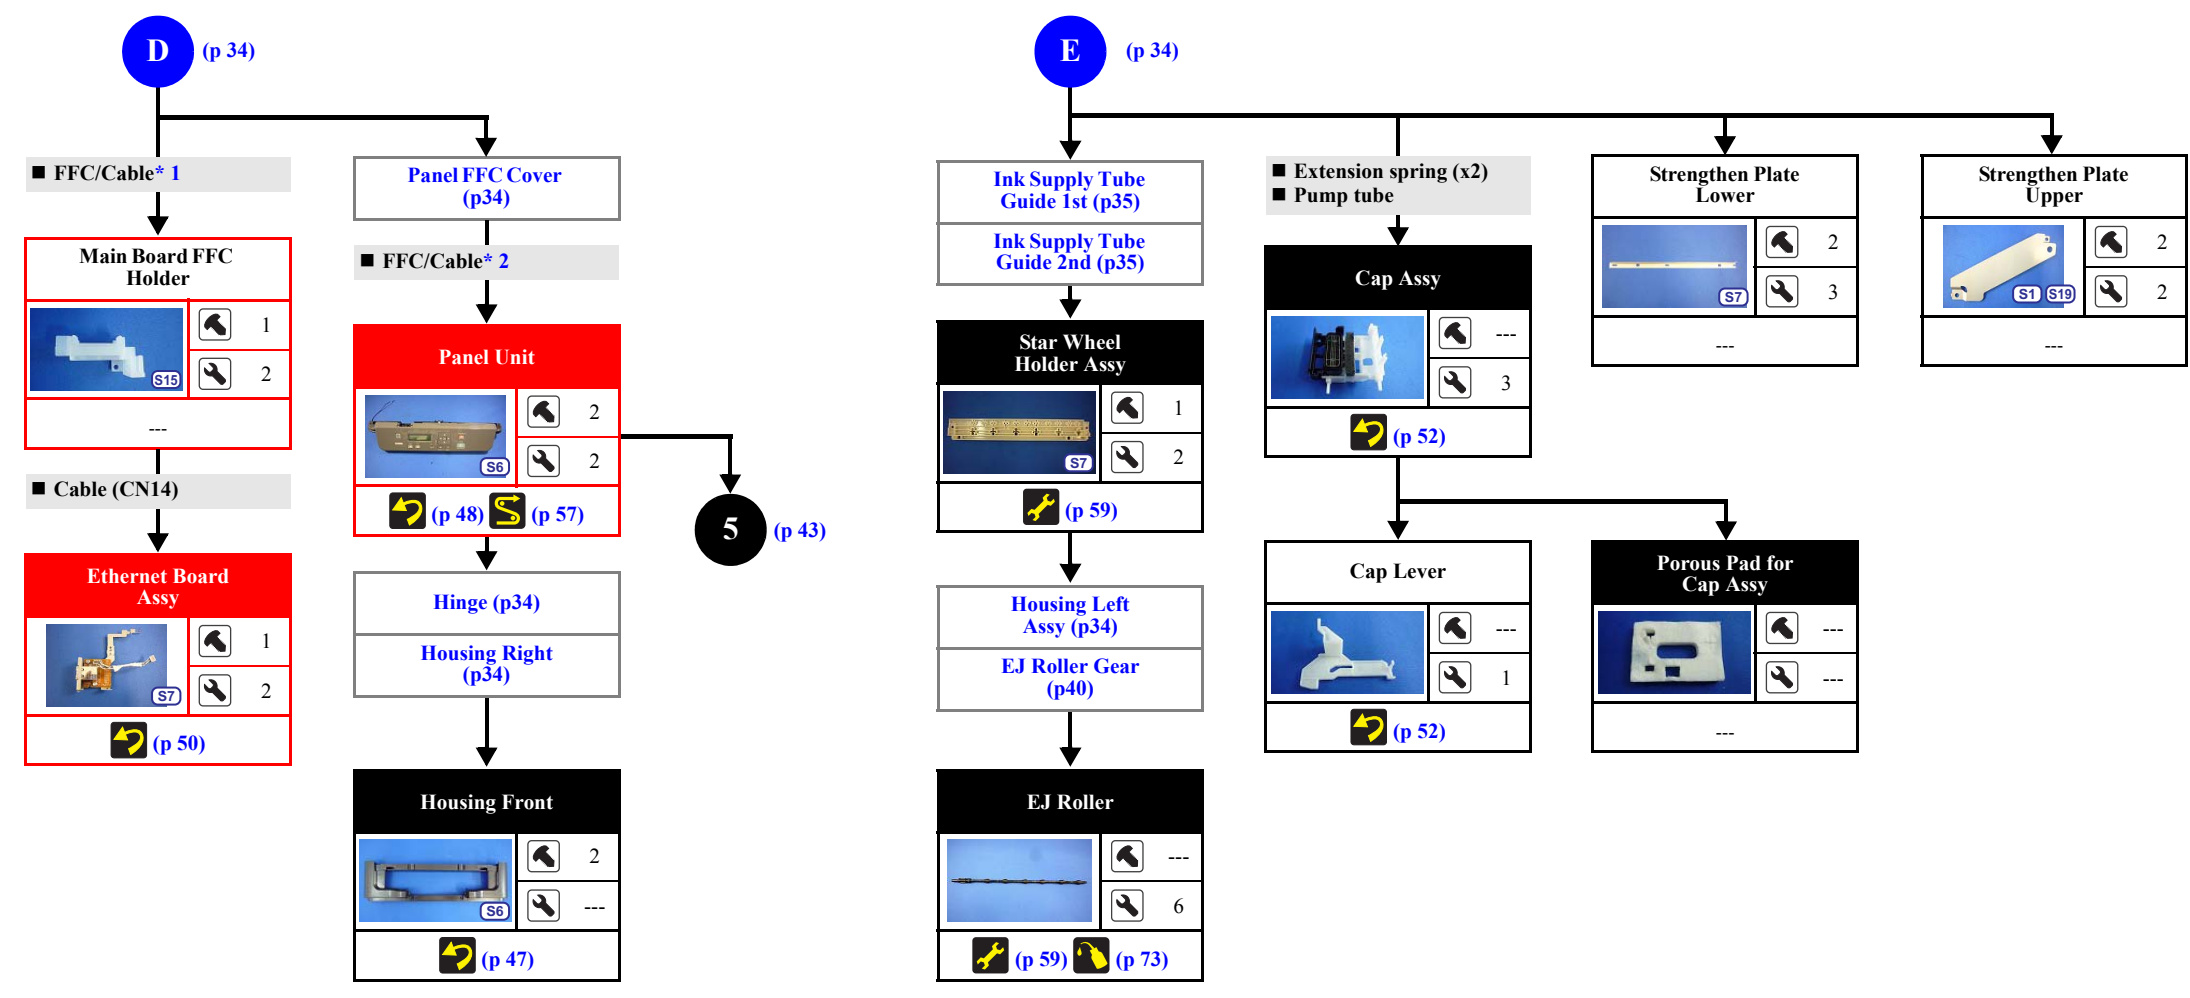 D (p 34)
■ FFC/Cable* 1
Main Board FFC
Holder
S15
1
2
---
■ Cable (CN14)
Ethernet Board
Assy
S7
1
2
(p 50)
Panel FFC Cover
(p34)
■ FFC/Cable* 2
Panel Unit
S6
2
2
(p 48) (p 57)
5 (p 43)
Hinge (p34)
Housing Right
(p34)
Housing Front
S6
2
---
(p 47)
E (p 34)
Ink Supply Tube
Guide 1st (p35)
Ink Supply Tube
Guide 2nd (p35)
Star Wheel
Holder Assy
S7
1
2
(p 59)
Housing Left
Assy (p34)
EJ Roller Gear
(p40)
EJ Roller
---
6
(p 59) (p 73)
■ Extension spring (x2)
■ Pump tube
Cap Assy
---
3
(p 52)
Cap Lever
---
1
(p 52)
Porous Pad for
Cap Assy
---
---
---
Strengthen Plate
Lower
S7
2
3
---
Strengthen Plate
Upper
S1 S19
2
2
---